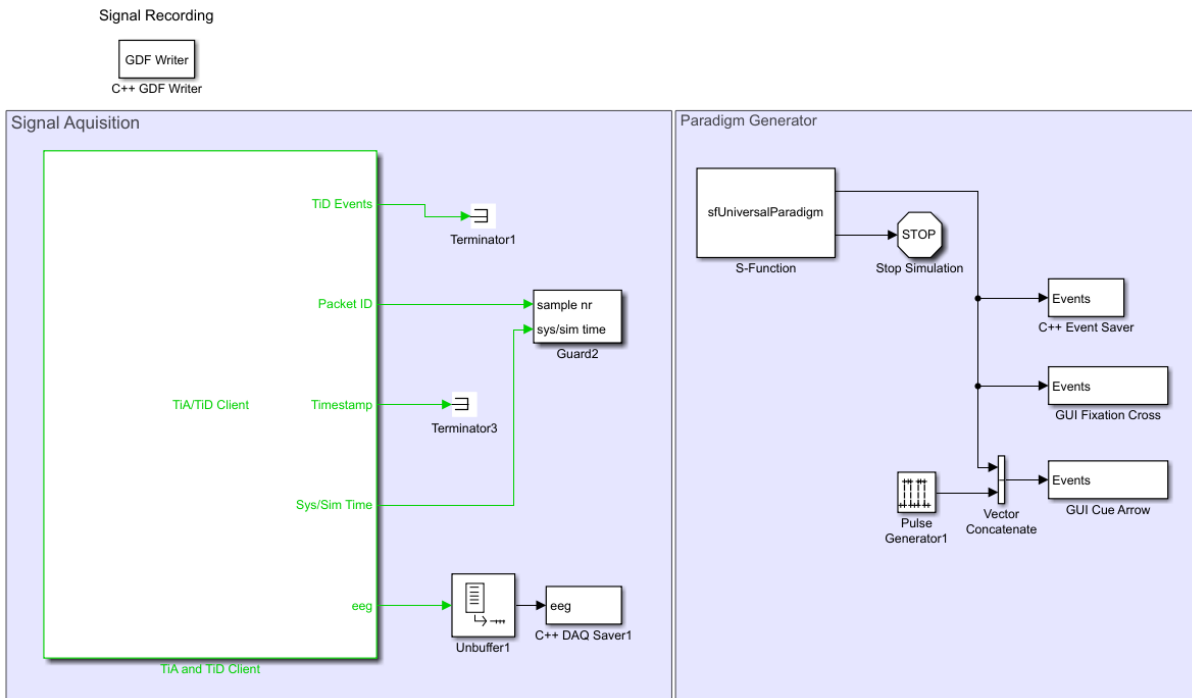 Signal Recording
GDF Writer
C++ GDF Writer
Signal Aquisition
TiD Events
Terminator1
Packet ID
sample nr
sys/sim time
Guard2
TiA/TiD Client
Timestamp
Terminator3
Sys/Sim Time
eeg
Unbuffer1
eeg
C++ DAQ Saver1
TiA and TiD Client
Paradigm Generator
sfUniversalParadigm
S-Function
STOP
Stop Simulation
Events
C++ Event Saver
Events
GUI Fixation Cross
Pulse
Generator1
Vector
Concatenate
Events
GUI Cue Arrow